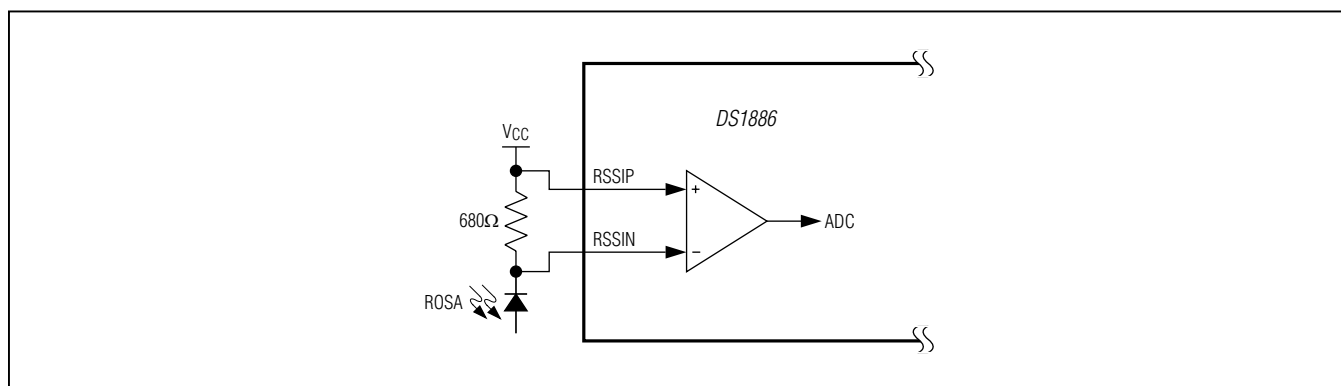 DS1886
VCC
RSSIP
+
680Ω
ADC
RSSIN
−
ROSA